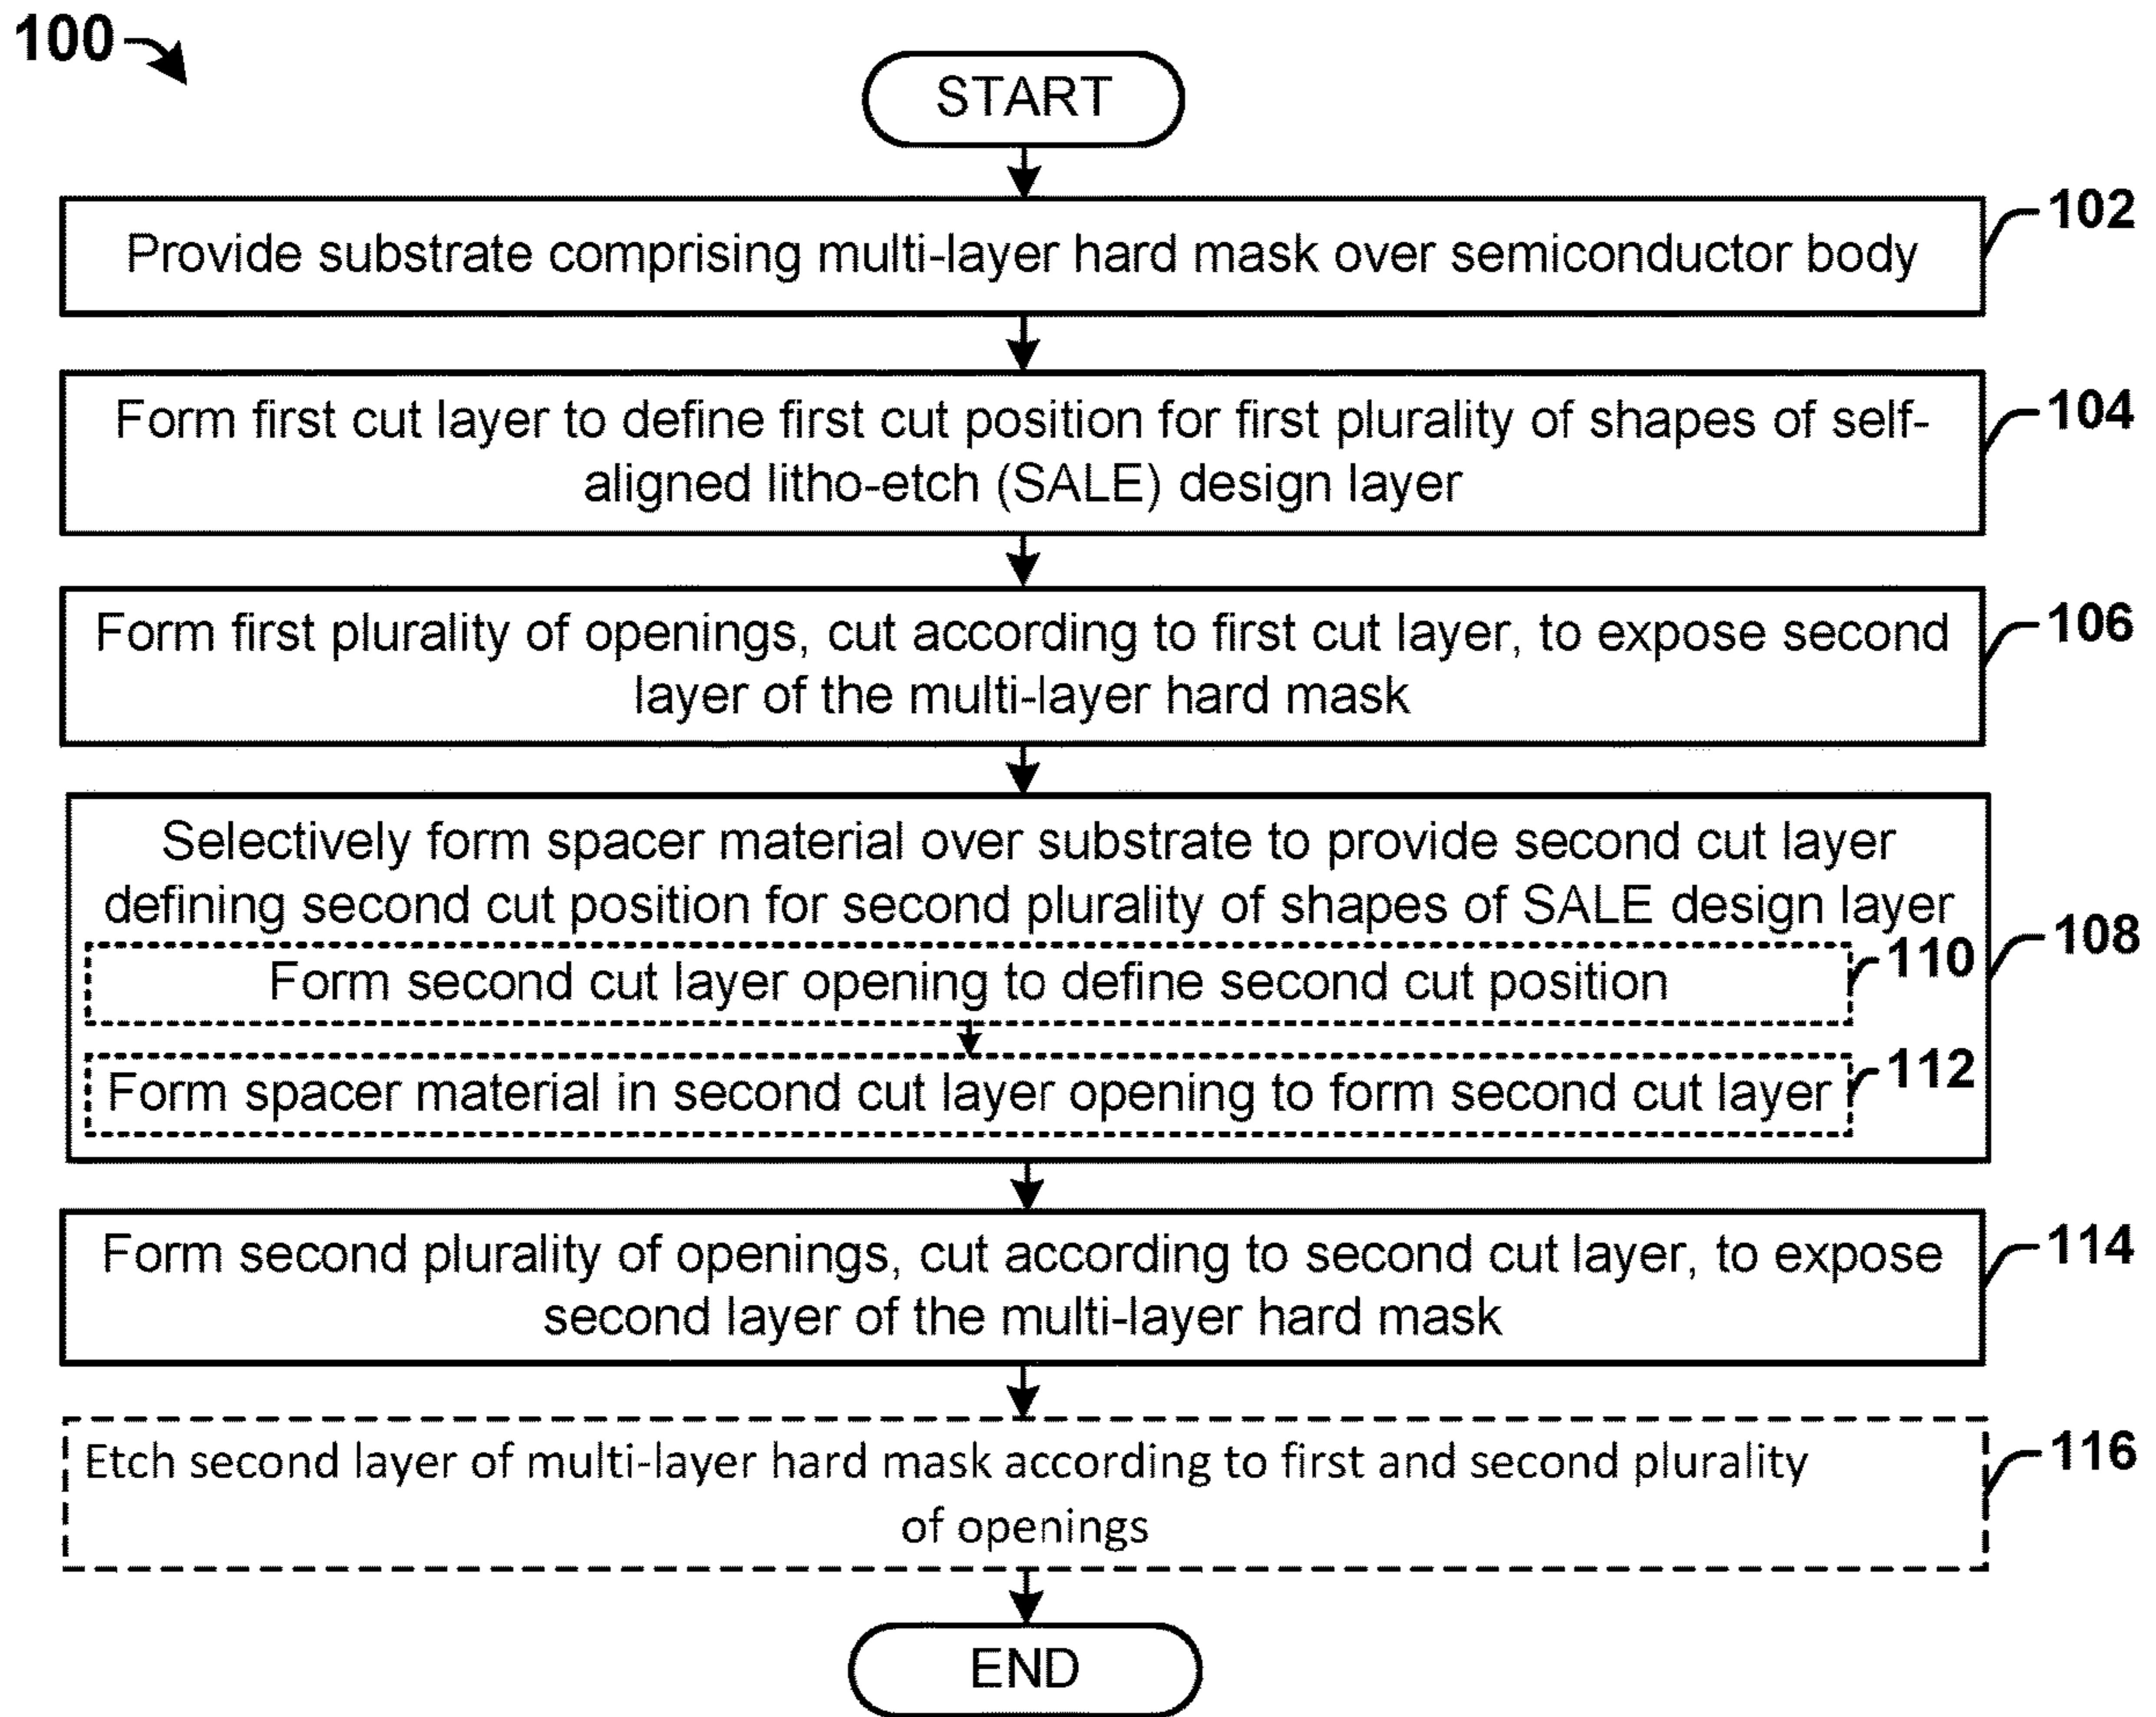 100
START
Provide substrate comprising multi-layer hard mask over semiconductor body
102
Form first cut layer to define first cut position for first plurality of shapes of self-
aligned litho-etch (SALE) design layer
104
Form first plurality of openings, cut according to first cut layer, to expose second
layer of the multi-layer hard mask
106
Selectively form spacer material over substrate to provide second cut layer
defining second cut position for second plurality of shapes of SALE design layer
108
Form second cut layer opening to define second cut position
110
Form spacer material in second cut layer opening to form second cut layer
112
Form second plurality of openings, cut according to second cut layer, to expose
second layer of the multi-layer hard mask
114
Etch second layer of multi-layer hard mask according to first and second plurality
of openings
116
END